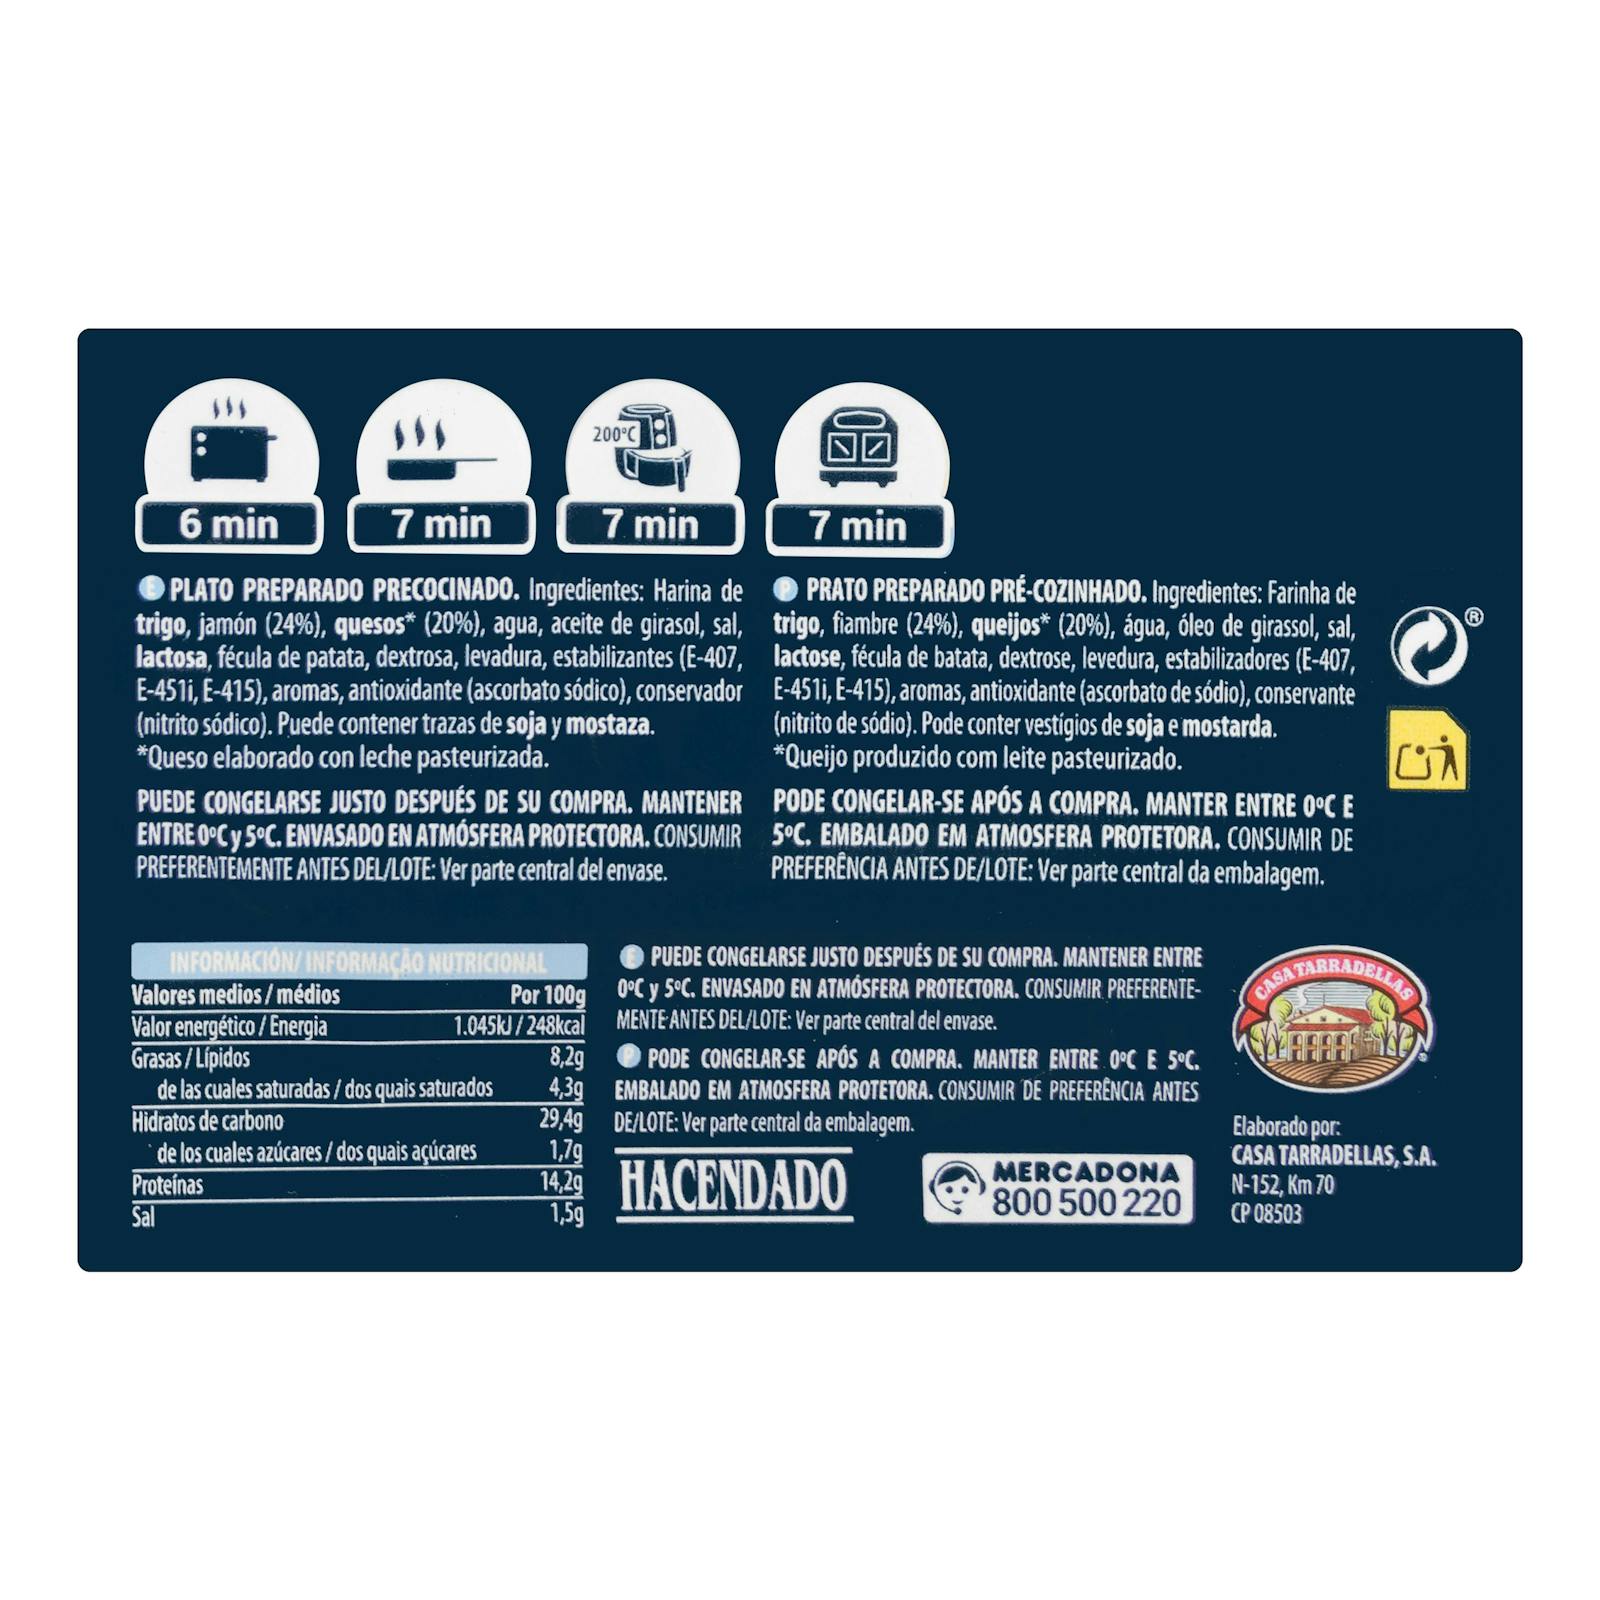 200°C
6 min
7 min
7 min
7 min
E PLATO PREPARADO PRECOCINADO. Ingredientes: Harina de
trigo, jamón (24%), quesos* (20%), agua, aceite de girasol, sal,
lactosa, fécula de patata, dextrosa, levadura, estabilizantes (E-407,
E-451i, E-415), aromas, antioxidante (ascorbato sódico), conservador
(nitrito sódico). Puede contener trazas de soja y mostaza.
*Queso elaborado con leche pasteurizada.
PUEDE CONGELARSE JUSTO DESPUÉS DE SU COMPRA. MANTENER
ENTRE 0ºC y 5ºC. ENVASADO EN ATMÓSFERA PROTECTORA. CONSUMIR
PREFERENTEMENTE ANTES DEL/LOTE: Ver parte central del envase.
P PRATO PREPARADO PRÉ-COZINHADO. Ingredientes: Farinha de
trigo, fiambre (24%), queijos* (20%), água, óleo de girassol, sal,
lactose, fécula de batata, dextrose, levedura, estabilizadores (E-407,
E-451i, E-415), aromas, antioxidante (ascorbato de sódio), conservante
(nitrito de sódio). Pode conter vestígios de soja e mostarda.
*Queijo produzido com leite pasteurizado.
PODE CONGELAR-SE APÓS A COMPRA. MANTER ENTRE 0ºC E
5ºC. EMBALADO EM ATMOSFERA PROTETORA. CONSUMIR DE
PREFERÊNCIA ANTES DE/LOTE: Ver parte central da embalagem.
®
INFORMACIÓN/ INFORMAÇÃO NUTRICIONAL
Valores medios / médios Por 100g
Valor energético / Energia 1.045kJ / 248kcal
Grasas / Lípidos 8,2g
de las cuales saturadas / dos quais saturados 4,3g
Hidratos de carbono 29,4g
de los cuales azúcares / dos quais açúcares 1,7g
Proteínas 14,2g
Sal 1,5g
E PUEDE CONGELARSE JUSTO DESPUÉS DE SU COMPRA. MANTENER ENTRE
0ºC y 5ºC. ENVASADO EN ATMÓSFERA PROTECTORA. CONSUMIR PREFERENTE-
MENTE ANTES DEL/LOTE: Ver parte central del envase.
P PODE CONGELAR-SE APÓS A COMPRA. MANTER ENTRE 0ºC E 5ºC.
EMBALADO EM ATMOSFERA PROTETORA. CONSUMIR DE PREFERÊNCIA ANTES
DE/LOTE: Ver parte central da embalagem.
HACENDADO
MERCADONA
800 500 220
CASA TARRADELLAS
Elaborado por:
CASA TARRADELLAS, S.A.
N-152, Km 70
CP 08503